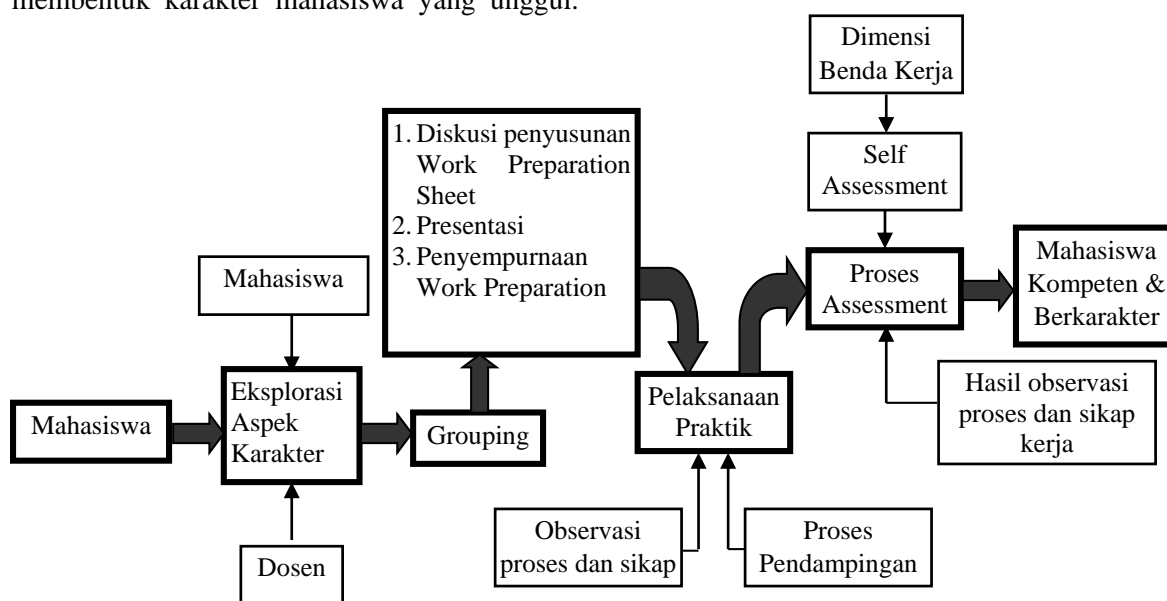 membentuk karakter mahasiswa yang unggul.
Dimensi
Benda Kerja
1. Diskusi penyusunan
Work Preparation
Sheet
2. Presentasi
3. Penyempurnaan
Work Preparation
Self
Assessment
Mahasiswa
Proses
Assessment
Mahasiswa
Kompeten &
Berkarakter
Mahasiswa
Eksplorasi
Aspek
Karakter
Grouping
Pelaksanaan
Praktik
Hasil observasi
proses dan sikap
kerja
Dosen
Observasi
proses dan sikap
Proses
Pendampingan